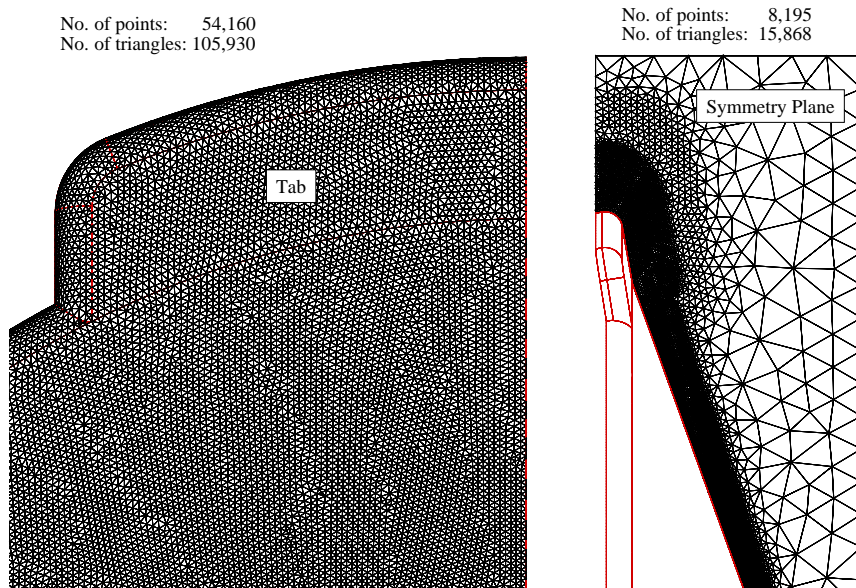 No. of points: 54,160
No. of triangles: 105,930
Tab
No. of points: 8,195
No. of triangles: 15,868
Symmetry Plane